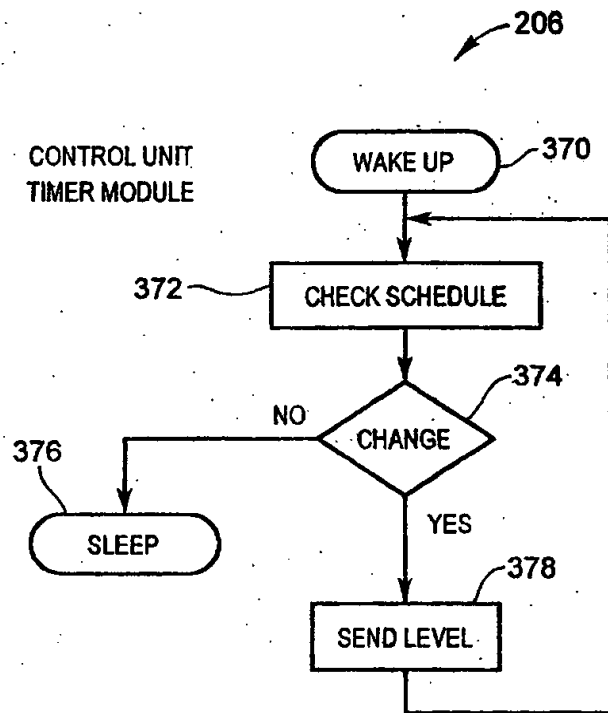 206
CONTROL UNIT
TIMER MODULE
WAKE UP
370
372
CHECK SCHEDULE
374
NO
CHANGE
376
SLEEP
YES
378
SEND LEVEL